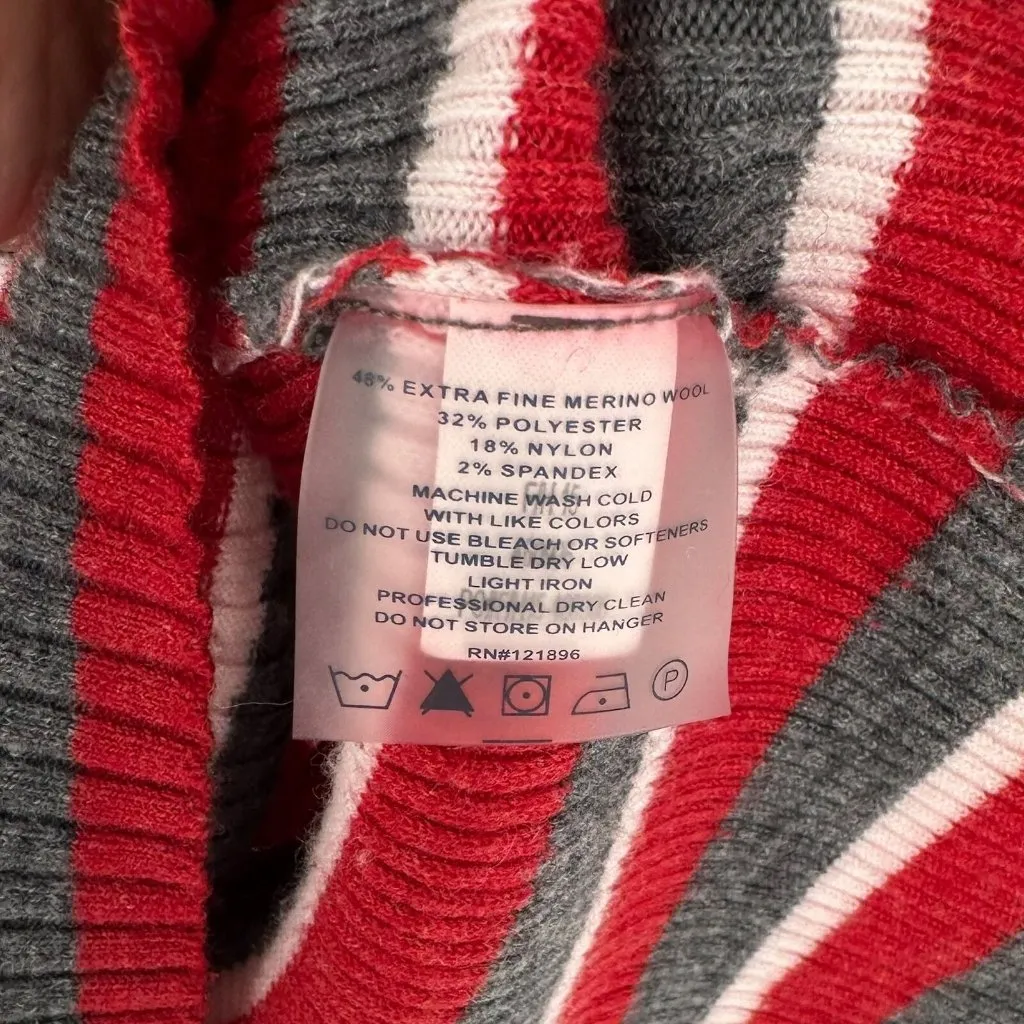 48% EXTRA FINE MERINO WOOL
32% POLYESTER
18% NYLON
2% SPANDEX
MACHINE WASH COLD
WITH LIKE COLORS
DO NOT USE BLEACH OR SOFTENERS
TUMBLE DRY LOW
LIGHT IRON
PROFESSIONAL DRY CLEAN
DO NOT STORE ON HANGER
RN#121896
P